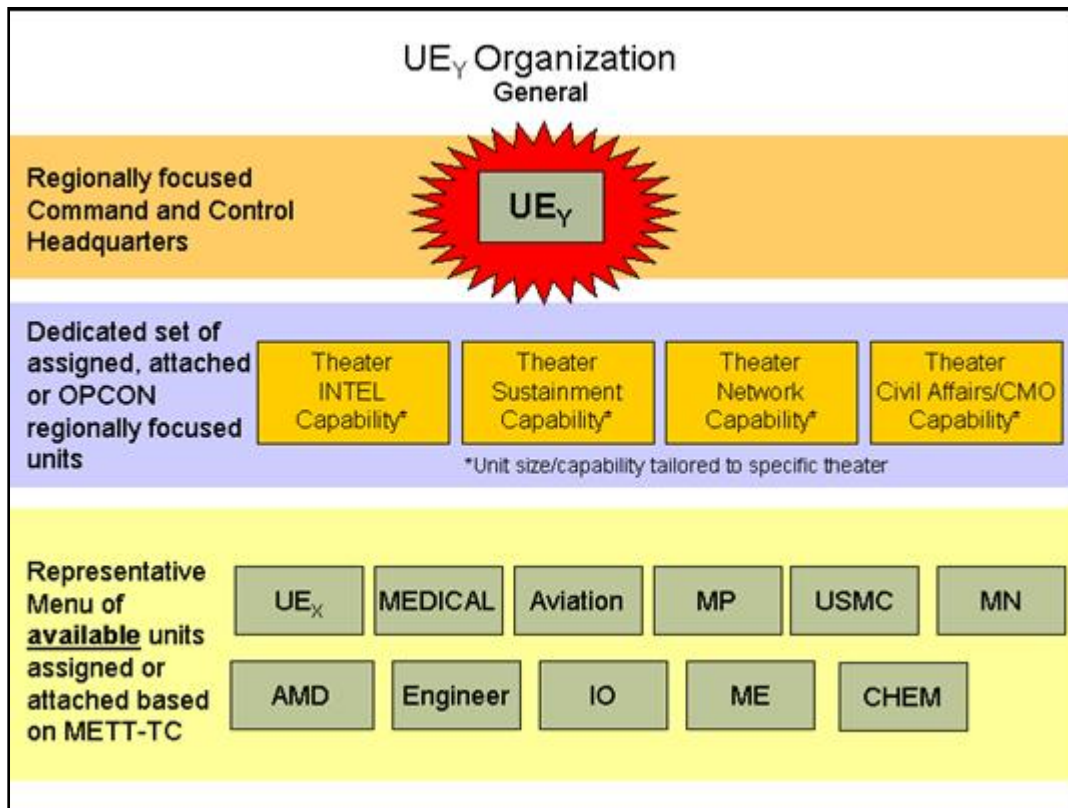 UEY Organization
General
Regionally focused
Command and Control
Headquarters
UEY
Dedicated set of
assigned, attached
or OPCON
regionally focused
units
Theater
INTEL
Capability*
Theater
Sustainment
Capability*
Theater
Network
Capability*
Theater
Civil Affairs/CMO
Capability*
*Unit size/capability tailored to specific theater
Representative
Menu of
available units
assigned or
attached based
on METT-TC
UEX
MEDICAL
Aviation
MP
USMC
MN
AMD
Engineer
IO
ME
CHEM